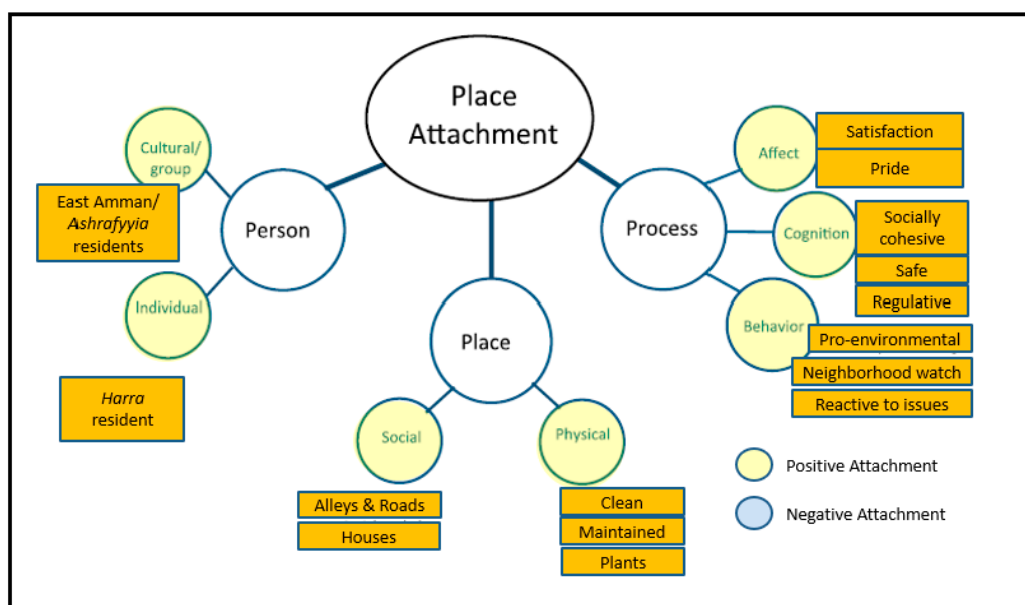 Place
Attachment
Cultural/
group
East Amman/
Ashrafyyia
residents
Person
Individual
Harra
resident
Place
Social
Alleys & Roads
Houses
Physical
Clean
Maintained
Plants
Process
Affect
Satisfaction
Pride
Cognition
Socially
cohesive
Safe
Regulative
Behavior
Pro-environmental
Neighborhood watch
Reactive to issues
Positive Attachment
Negative Attachment